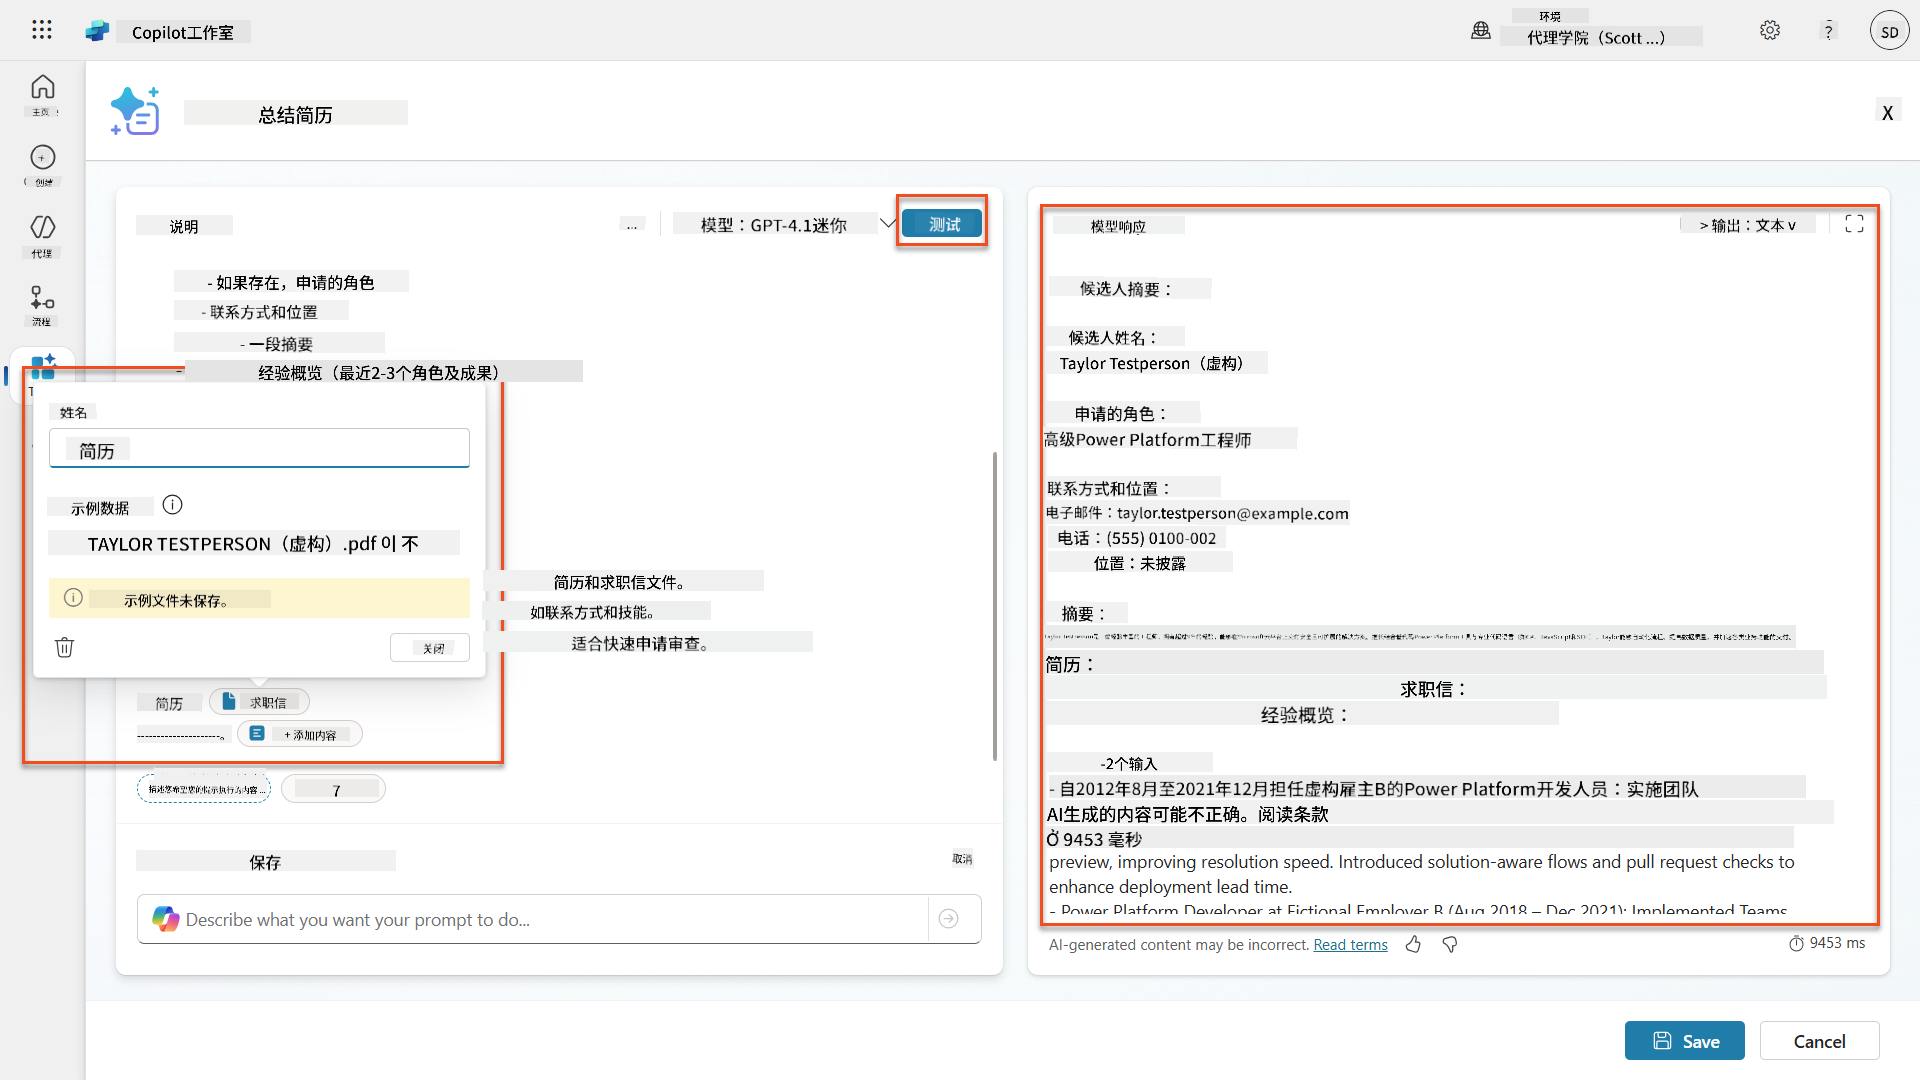 Copilot工作室
环境
代理学院（Scott ...）
?
SD
主页
创建
代理
流程
总结简历
X
说明
...
模型：GPT-4.1迷你
测试
- 如果存在，申请的角色
- 联系方式和位置
- 一段摘要
经验概览（最近2-3个角色及成果）
姓名
简历
示例数据
TAYLOR TESTPERSON（虚构）.pdf 이 不
示例文件未保存。
关闭
简历和求职信文件。
如联系方式和技能。
适合快速申请审查。
简历
求职信
---------------------。
+ 添加内容
描述您希望您的提示执行的内容...
7
保存
取消
Describe what you want your prompt to do...
模型响应
> 输出：文本 v
候选人摘要：
候选人姓名：
Taylor Testperson（虚构）
申请的角色：
高级Power Platform工程师
联系方式和位置：
电子邮件：taylor.testperson@example.com
电话：(555) 0100-002
位置：未披露
摘要：
简历：
求职信：
经验概览：
-2个输入
- 自2012年8月至2021年12月担任虚构雇主B的Power Platform开发人员：实施团队
AI生成的内容可能不正确。阅读条款
Ở 9453 毫秒
preview, improving resolution speed. Introduced solution-aware flows and pull request checks to
enhance deployment lead time.
- Power Platform Developer at Fictional Employer B (Aug 2018 – Dec 2021): Implemented Teams
AI-generated content may be incorrect. Read terms
9453 ms
Save
Cancel